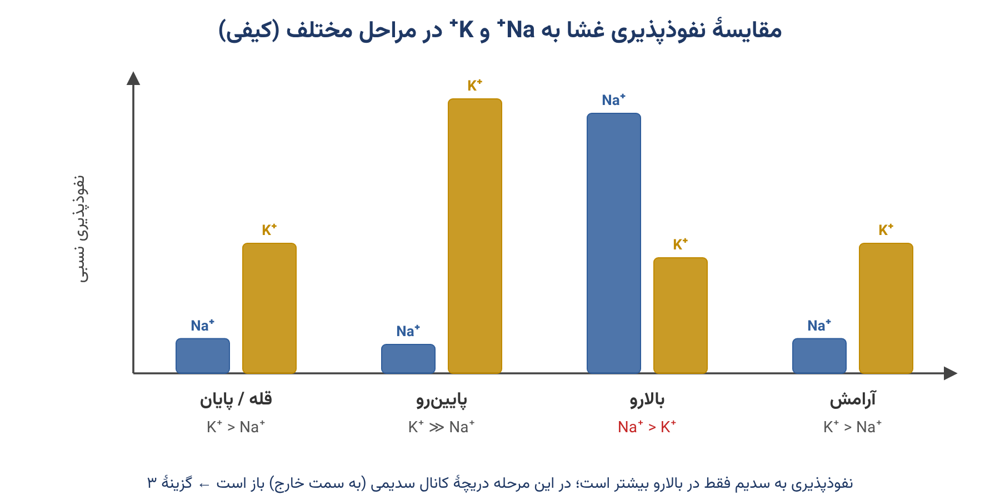 مقایسهٔ نفوذپذیری غشا به Na⁺ و K⁺ در مراحل مختلف (کیفی)
نفوذپذیری نسبی
K⁺
Na⁺
K⁺
Na⁺
Na⁺
K⁺
Na⁺
K⁺
آرامش
بالارو
پایین‌رو
قله / پایان
K⁺ > Na⁺
Na⁺ > K⁺
K⁺ ≫ Na⁺
K⁺ > Na⁺
نفوذپذیری به سدیم فقط در بالارو بیشتر است؛ در این مرحله دریچهٔ کانال سدیمی (به سمت خارج) باز است ← گزینهٔ ۳